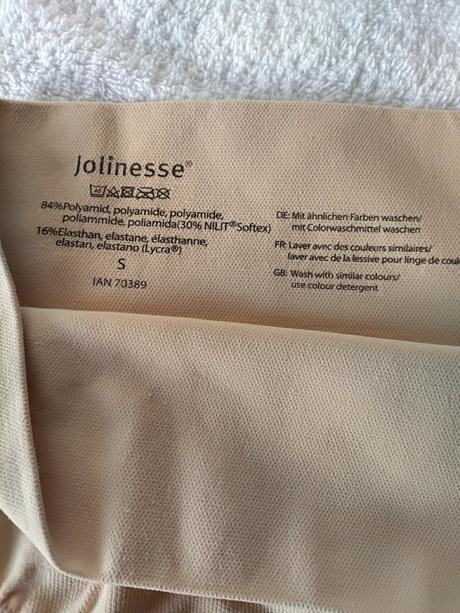 Jolinesse®
84%Polyamid, polyamide, polyamide,
poliammide, poliamida(30% NILIT®Softex)
16%Elasthan, elastane, élasthanne,
elastan, elastano (Lycra®)
S
IAN 70389
DE: Mit ähnlichen Farben waschen/
mit Colorwaschmittel waschen
FR: Laver avec des couleurs similaires/
laver avec de la lessive pour linge de
GB: Wash with similar colours/
use colour detergent